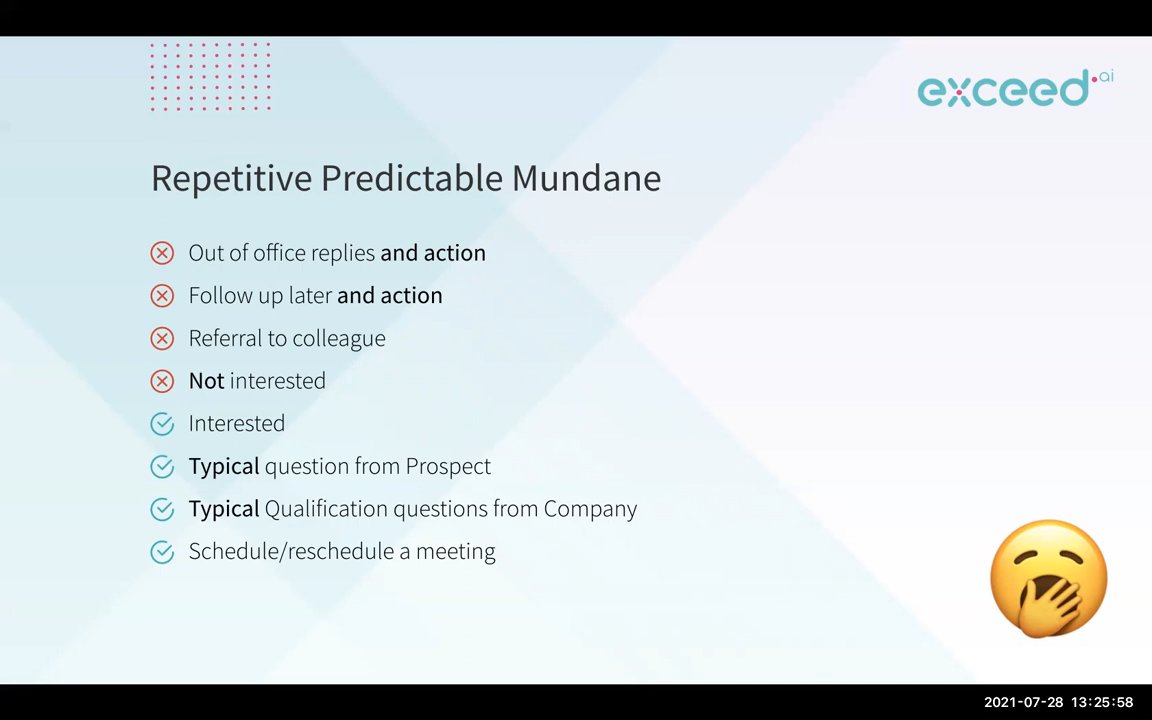 exceed.ai
Repetitive Predictable Mundane
Out of office replies and action
Follow up later and action
Referral to colleague
Not interested
Interested
Typical question from Prospect
Typical Qualification questions from Company
Schedule/reschedule a meeting
2021-07-28 13:25:58